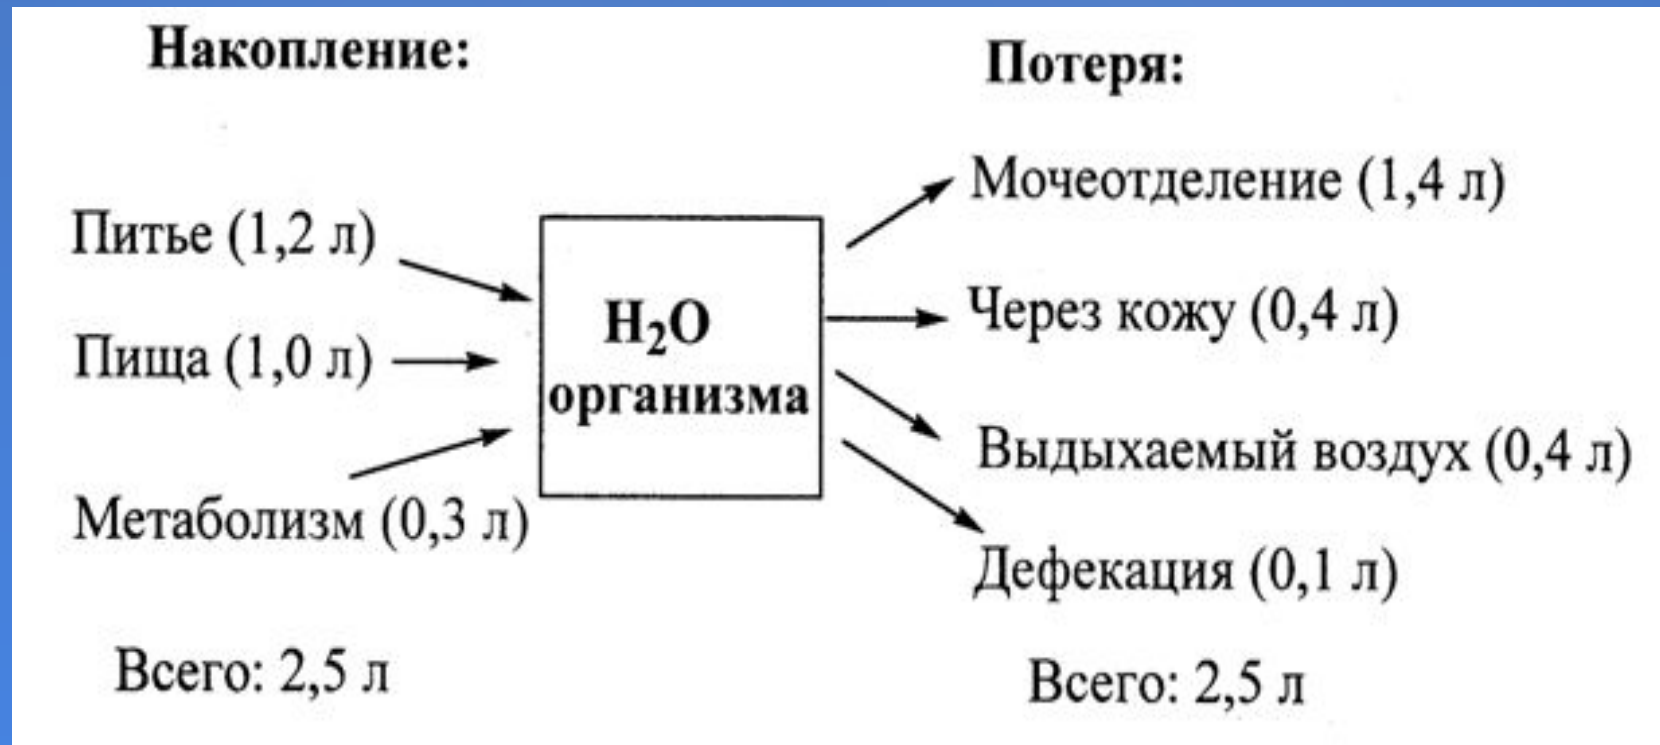 Накопление:
Питье (1,2 л)
Пища (1,0 л)
Метаболизм (0,3 л)
Всего: 2,5 л
H₂O
организма
Потеря:
Мочеотделение (1,4 л)
Через кожу (0,4 л)
Выдыхаемый воздух (0,4 л)
Дефекация (0,1 л)
Всего: 2,5 л